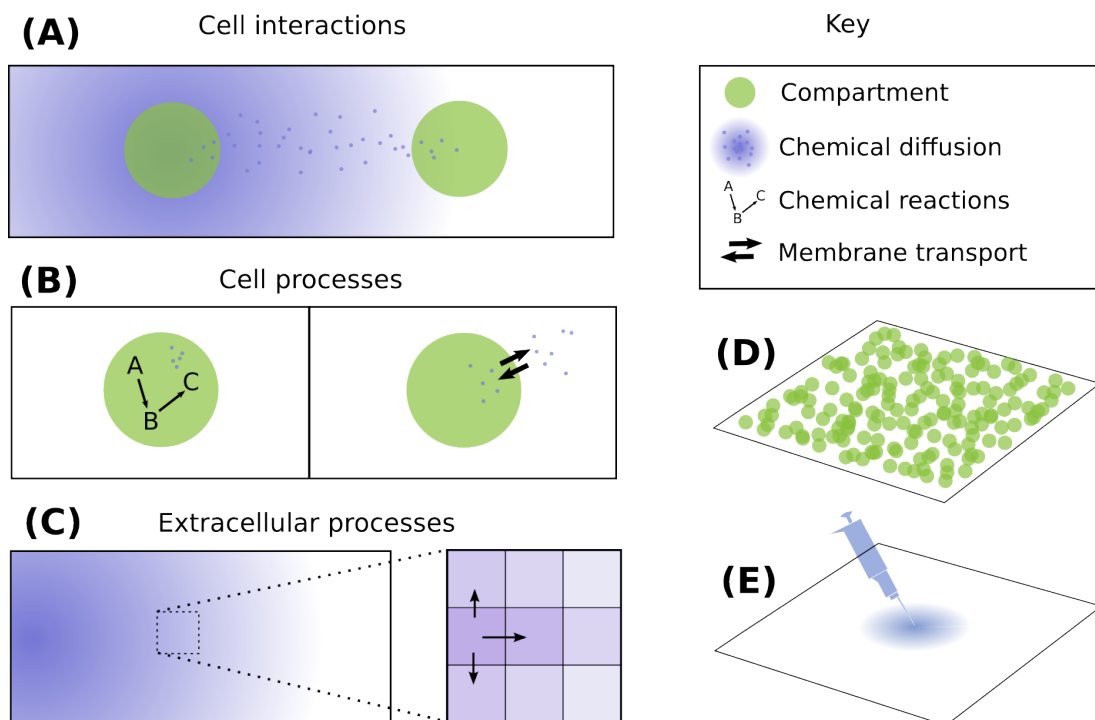 (A)
Cell interactions
Key
Compartment
Chemical diffusion
A
C
B
Chemical reactions
Membrane transport
(B)
Cell processes
A
C
B
(D)
(C)
Extracellular processes
(E)